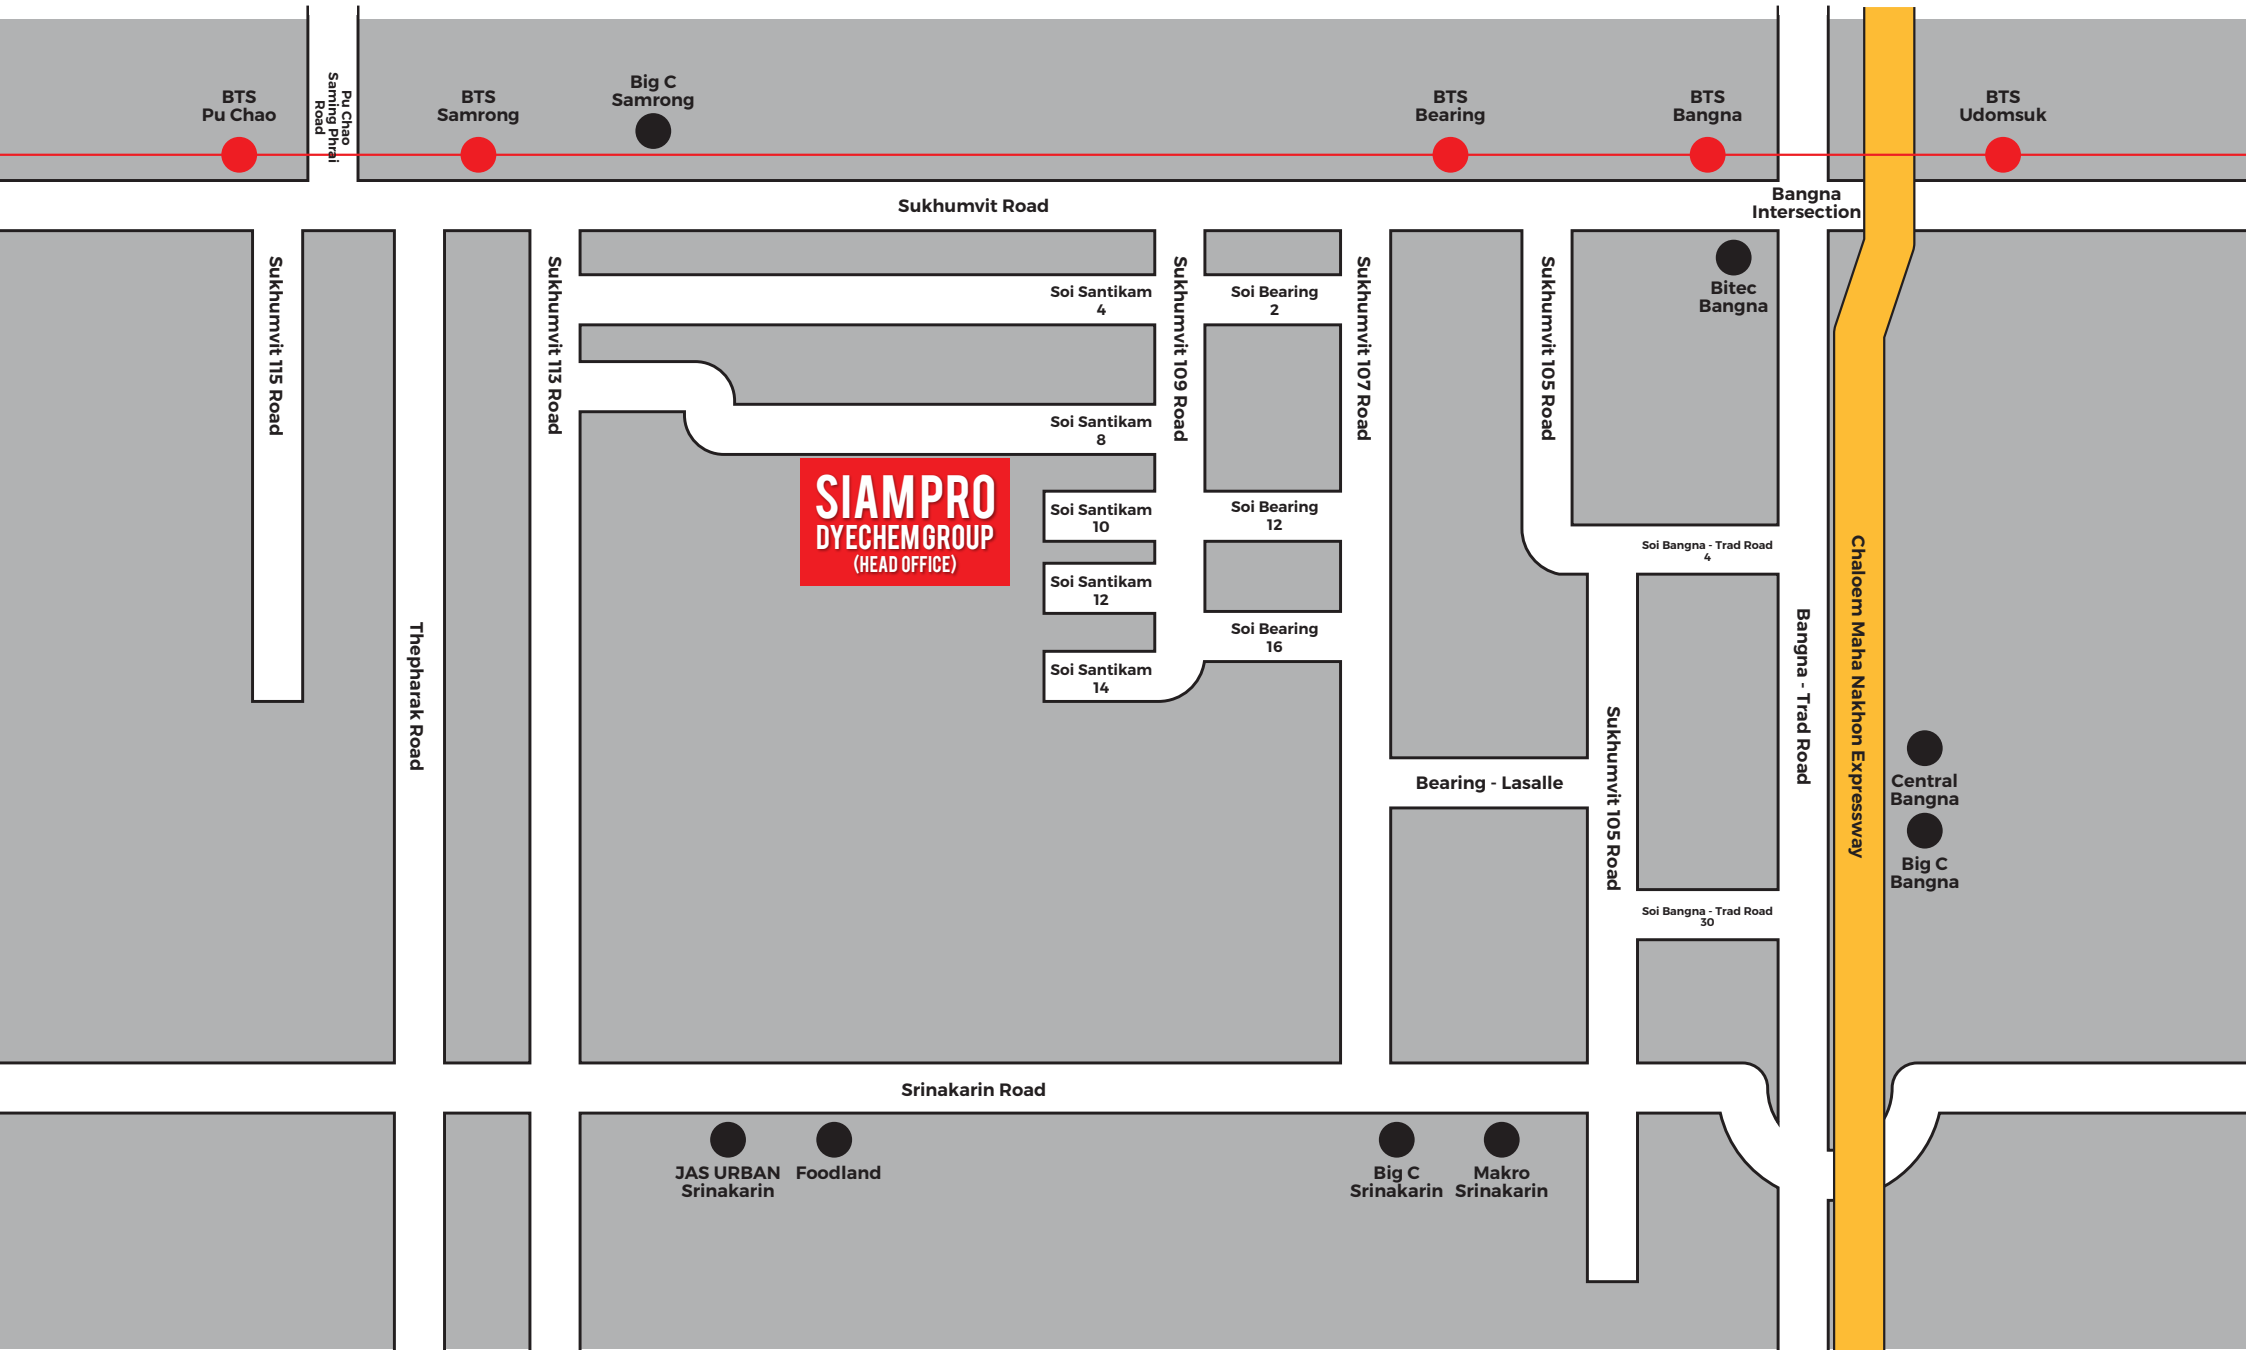 BTS
Pu Chao
Pu Chao
Saming Phrai
Road
BTS
Samrong
Big C
Samrong
BTS
Bearing
BTS
Bangna
BTS
Udomsuk
Sukhumvit Road
Bangna
Intersection
Sukhumvit 115 Road
Thepharak Road
Sukhumvit 113 Road
Soi Santikam
4
Soi Santikam
8
SIAMPRO
DYECHEM GROUP
(HEAD OFFICE)
Soi Santikam
10
Soi Santikam
12
Soi Santikam
14
Sukhumvit 109 Road
Soi Bearing
2
Soi Bearing
12
Soi Bearing
16
Sukhumvit 107 Road
Sukhumvit 105 Road
Bitec
Bangna
Soi Bangna - Trad Road
4
Bearing - Lasalle
Sukhumvit 105 Road
Soi Bangna - Trad Road
30
Bangna - Trad Road
Chaloem Maha Nakhon Expressway
Central
Bangna
Big C
Bangna
Srinakarin Road
JAS URBAN
Srinakarin
Foodland
Big C
Srinakarin
Makro
Srinakarin